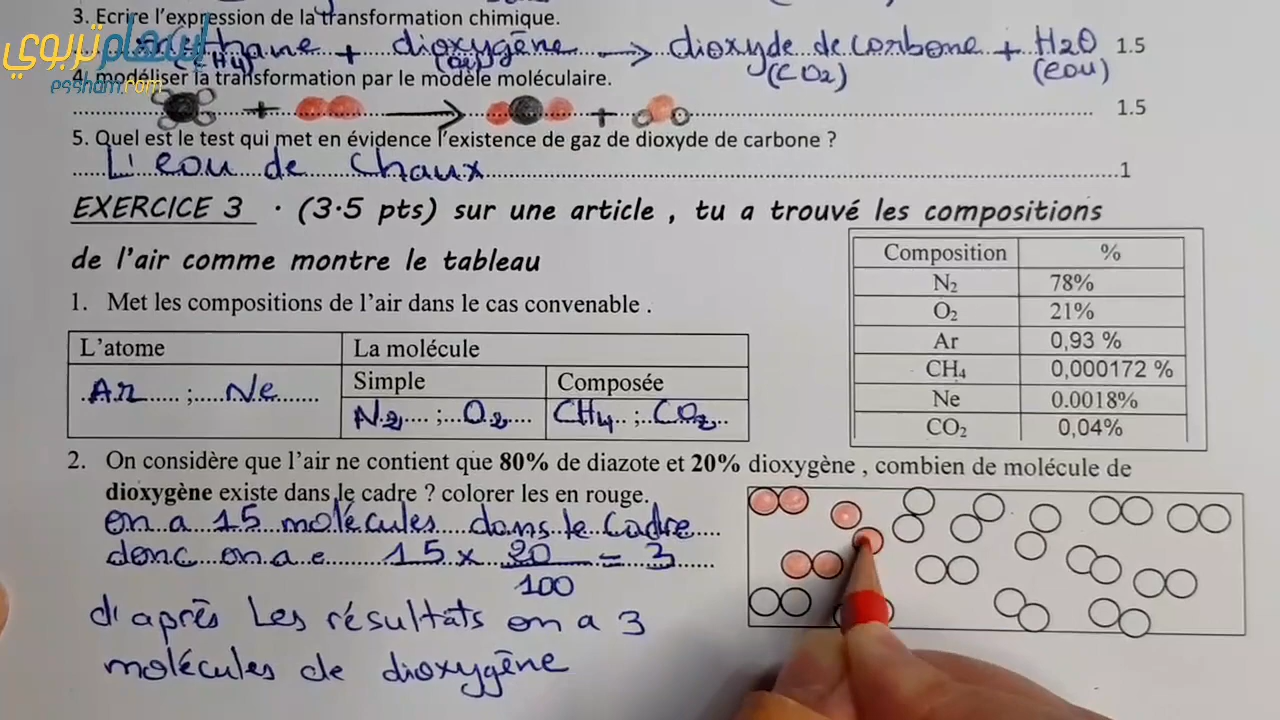 3. Ecrire l'expression de la transformation chimique.
méthane + dioxygène → dioxyde de carbone + H2O 1.5
(CH4) (O2) (CO2) (eau)
إسهام تربوي
essham.com
4. modéliser la transformation par le modèle moléculaire.
+ → + 1.5
5. Quel est le test qui met en évidence l'existence de gaz de dioxyde de carbone ?
L'eau de chaux 1
EXERCICE 3 · (3·5 pts) sur une article , tu a trouvé les compositions
de l'air comme montre le tableau
Composition %
N2 78%
O2 21%
Ar 0,93 %
CH4 0,000172 %
Ne 0.0018%
CO2 0,04%
1. Met les compositions de l'air dans le cas convenable .
L'atome La molécule
Simple Composée
Ar ; Ne N2 ; O2 CH4 ; CO2
2. On considère que l'air ne contient que 80% de diazote et 20% dioxygène , combien de molécule de
dioxygène existe dans le cadre ? colorer les en rouge.
on a 15 molécules dans le cadre
donc on a e 15 x 20/100 = 3
d'après les résultats on a 3
molécules de dioxygène